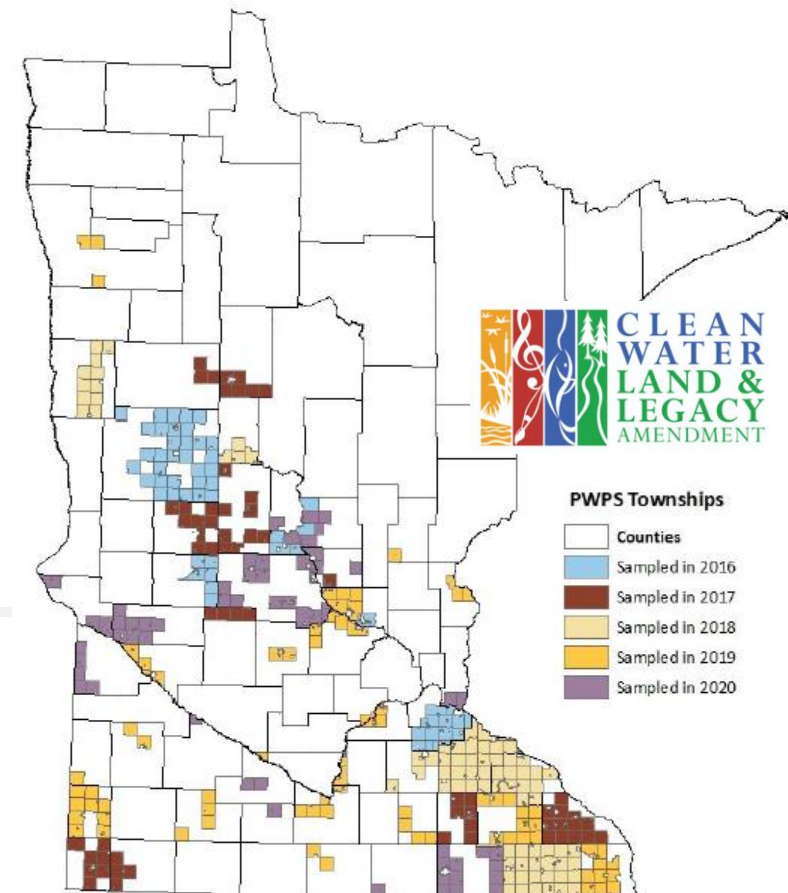 CLEAN
WATER
LAND &
LEGACY
AMENDMENT
PWPS Townships
Counties
Sampled in 2016
Sampled in 2017
Sampled in 2018
Sampled in 2019
Sampled in 2020